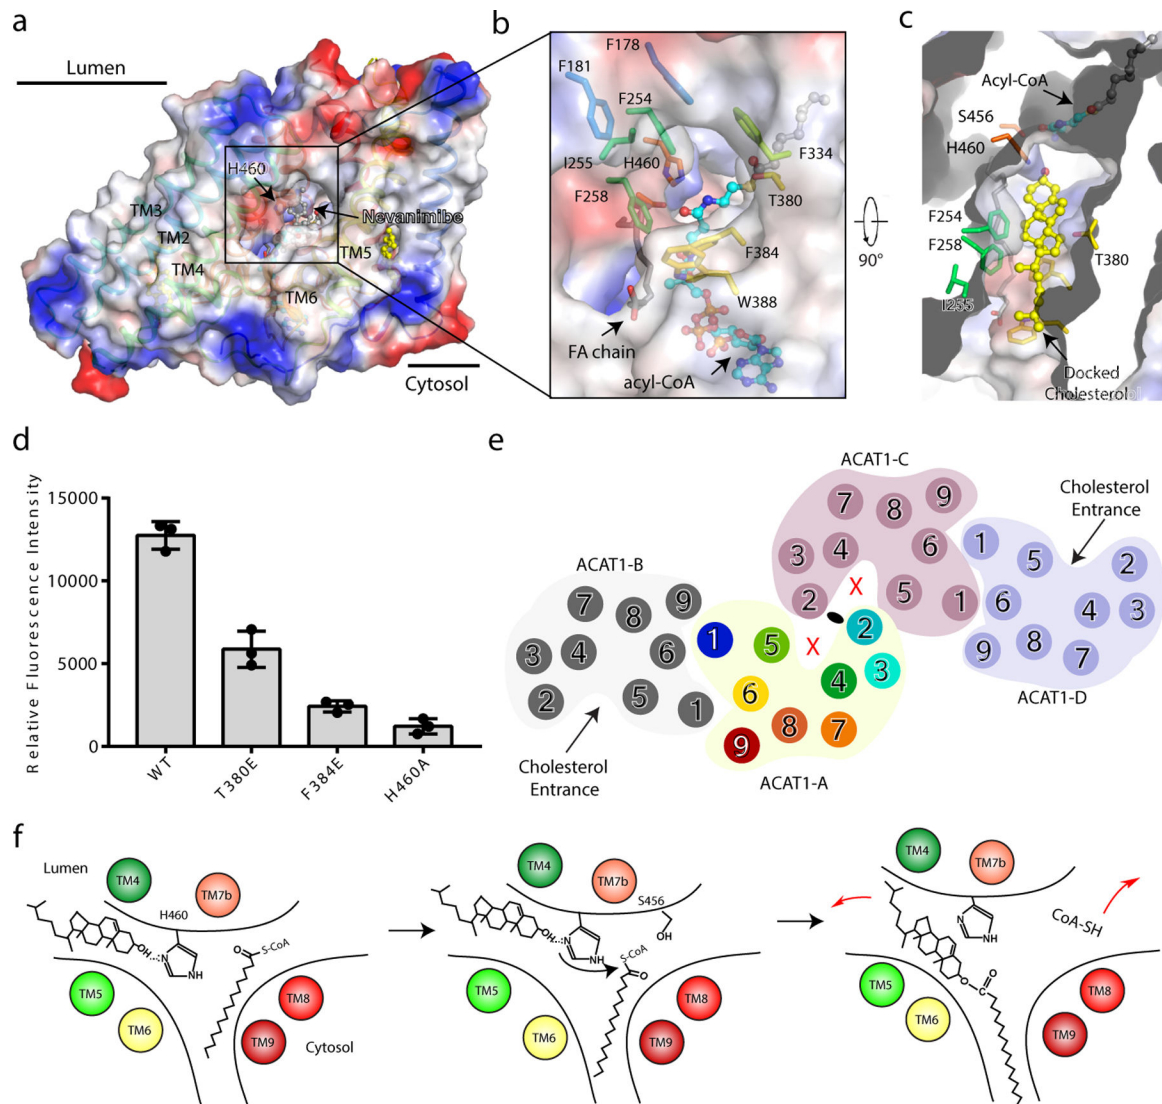 a
Lumen
H460
Nevanimibe
TM3
TM2
TM4
TM5
TM6
Cytosol
b
F178
F181
F254
I255
H460
F334
F258
T380
F384
W388
FA chain
acyl-CoA
90°
c
Acyl-CoA
S456
H460
F254
F258
T380
I255
Docked
Cholesterol
d
Relative Fluorescence Intensity
15000
10000
5000
0
WT
T380E
F384E
H460A
e
ACAT1-C
7
8
9
3
4
6
2
5
1
X
Cholesterol
Entrance
1
5
2
6
4
3
9
8
7
ACAT1-D
ACAT1-B
7
8
9
3
4
6
2
5
1
Cholesterol
Entrance
1
5
X
2
3
6
4
9
8
7
ACAT1-A
f
Lumen
TM4
TM7b
H460
OH
N
NH
O
S-CoA
TM5
TM6
TM8
TM9
Cytosol
TM4
TM7b
S456
OH
OH
N
NH
S-CoA
O
TM5
TM6
TM8
TM9
TM4
TM7b
N
NH
CoA-SH
O
C
O
TM5
TM6
TM8
TM9